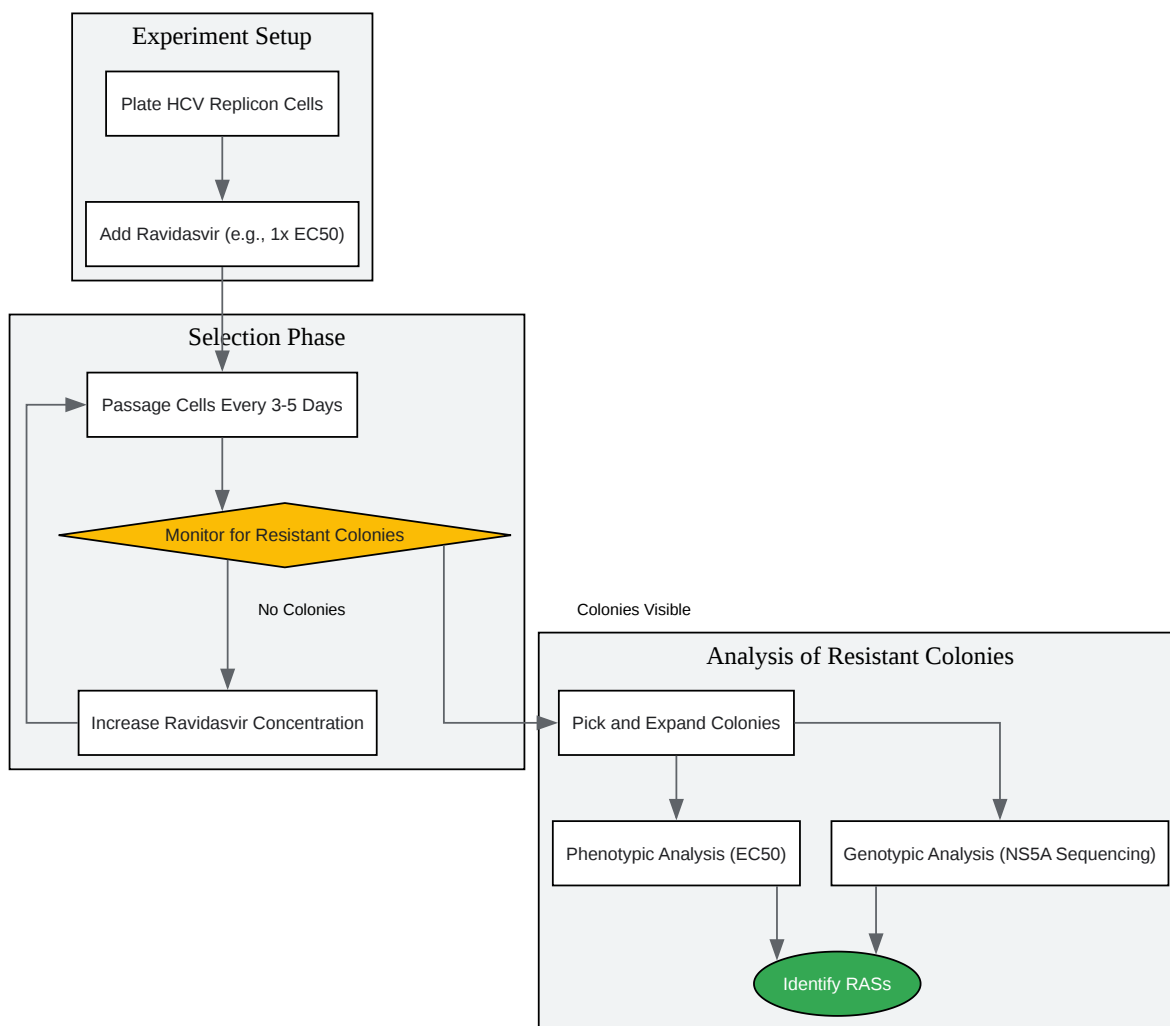 Experiment Setup
Plate HCV Replicon Cells
Add Ravidasvir (e.g., 1x EC50)
Selection Phase
Passage Cells Every 3-5 Days
Monitor for Resistant Colonies
No Colonies
Colonies Visible
Increase Ravidasvir Concentration
Analysis of Resistant Colonies
Pick and Expand Colonies
Phenotypic Analysis (EC50)
Genotypic Analysis (NS5A Sequencing)
Identify RASs